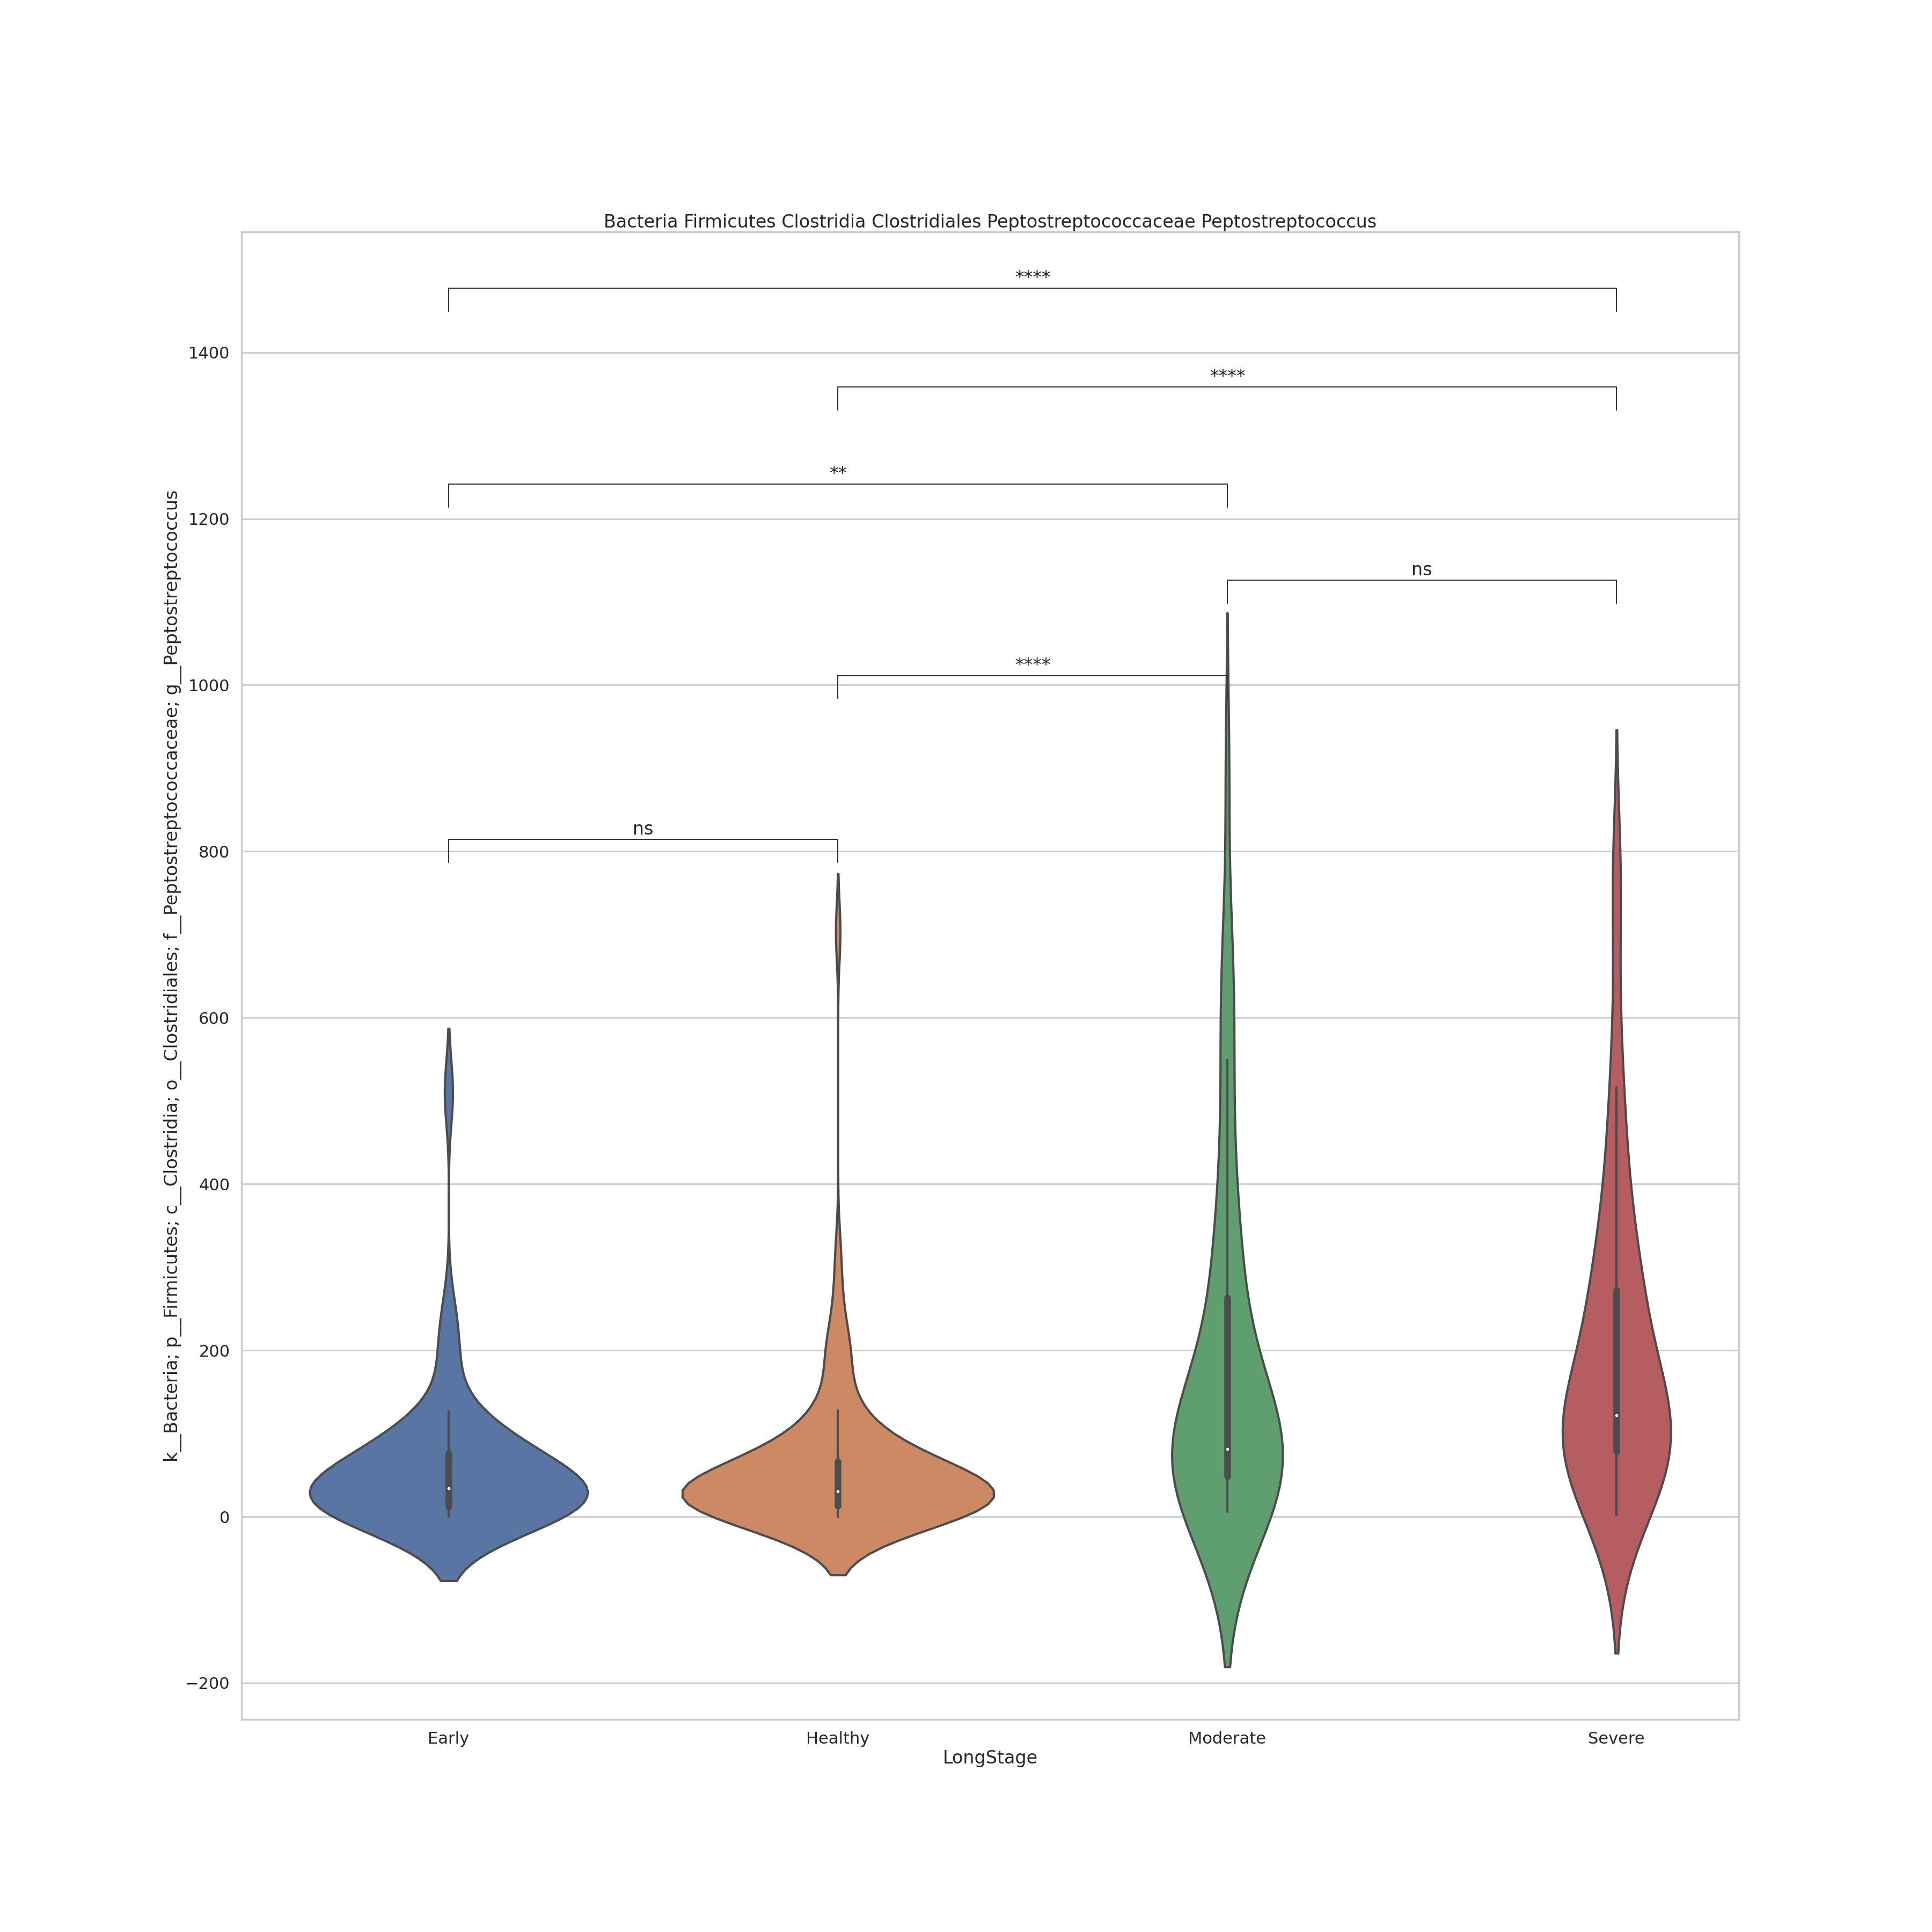 Bacteria Firmicutes Clostridia Clostridiales Peptostreptococcaceae Peptostreptococcus
k__Bacteria; p__Firmicutes; c__Clostridia; o__Clostridiales; f__Peptostreptococcaceae; g__Peptostreptococcus
****
1400
****
**
1200
ns
1000
****
ns
800
600
400
200
0
−200
Early Healthy Moderate Severe
LongStage